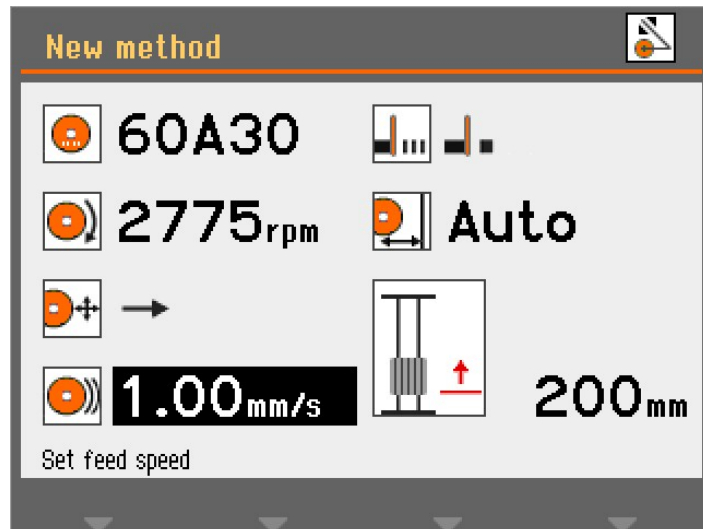 New method
60A30
2775rpm
Auto
1.00mm/s
200mm
Set feed speed